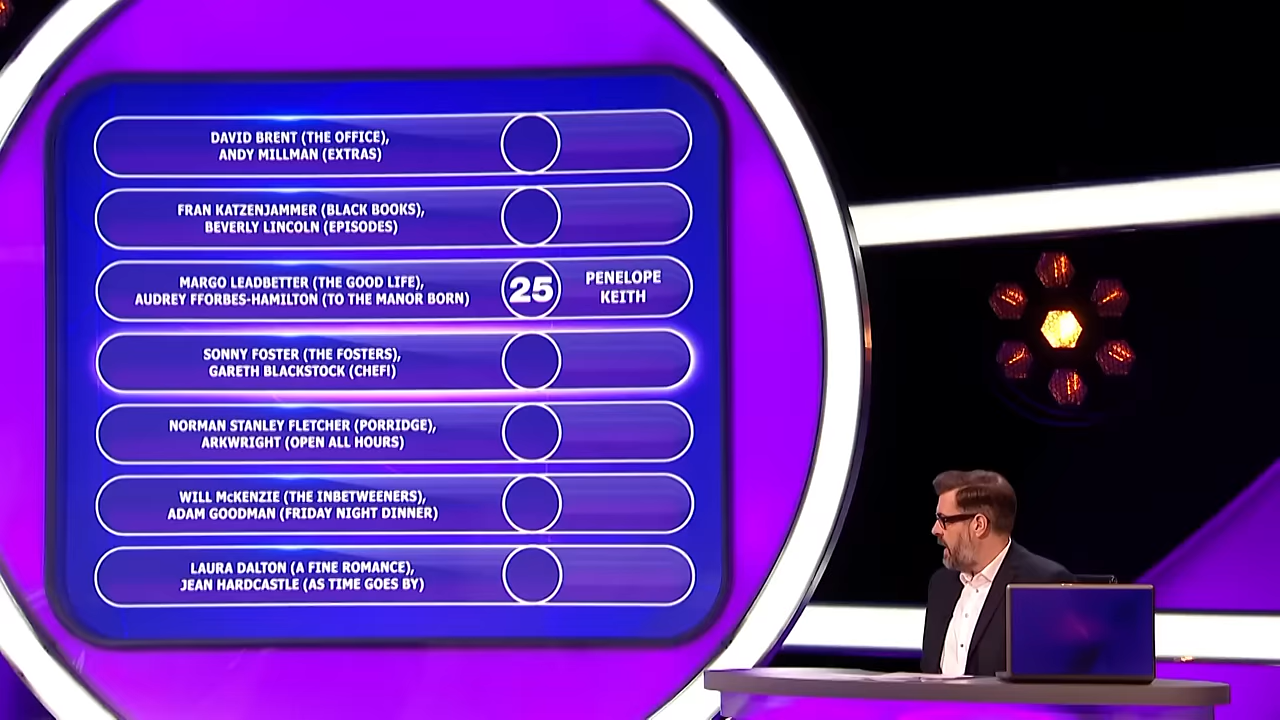 DAVID BRENT (THE OFFICE),
ANDY MILLMAN (EXTRAS)
FRAN KATZENJAMMER (BLACK BOOKS),
BEVERLY LINCOLN (EPISODES)
MARGO LEADBETTER (THE GOOD LIFE),
AUDREY FFORBES-HAMILTON (TO THE MANOR BORN)
25
PENELOPE
KEITH
SONNY FOSTER (THE FOSTERS),
GARETH BLACKSTOCK (CHEF!)
NORMAN STANLEY FLETCHER (PORRIDGE),
ARKWRIGHT (OPEN ALL HOURS)
WILL McKENZIE (THE INBETWEENERS),
ADAM GOODMAN (FRIDAY NIGHT DINNER)
LAURA DALTON (A FINE ROMANCE),
JEAN HARDCASTLE (AS TIME GOES BY)